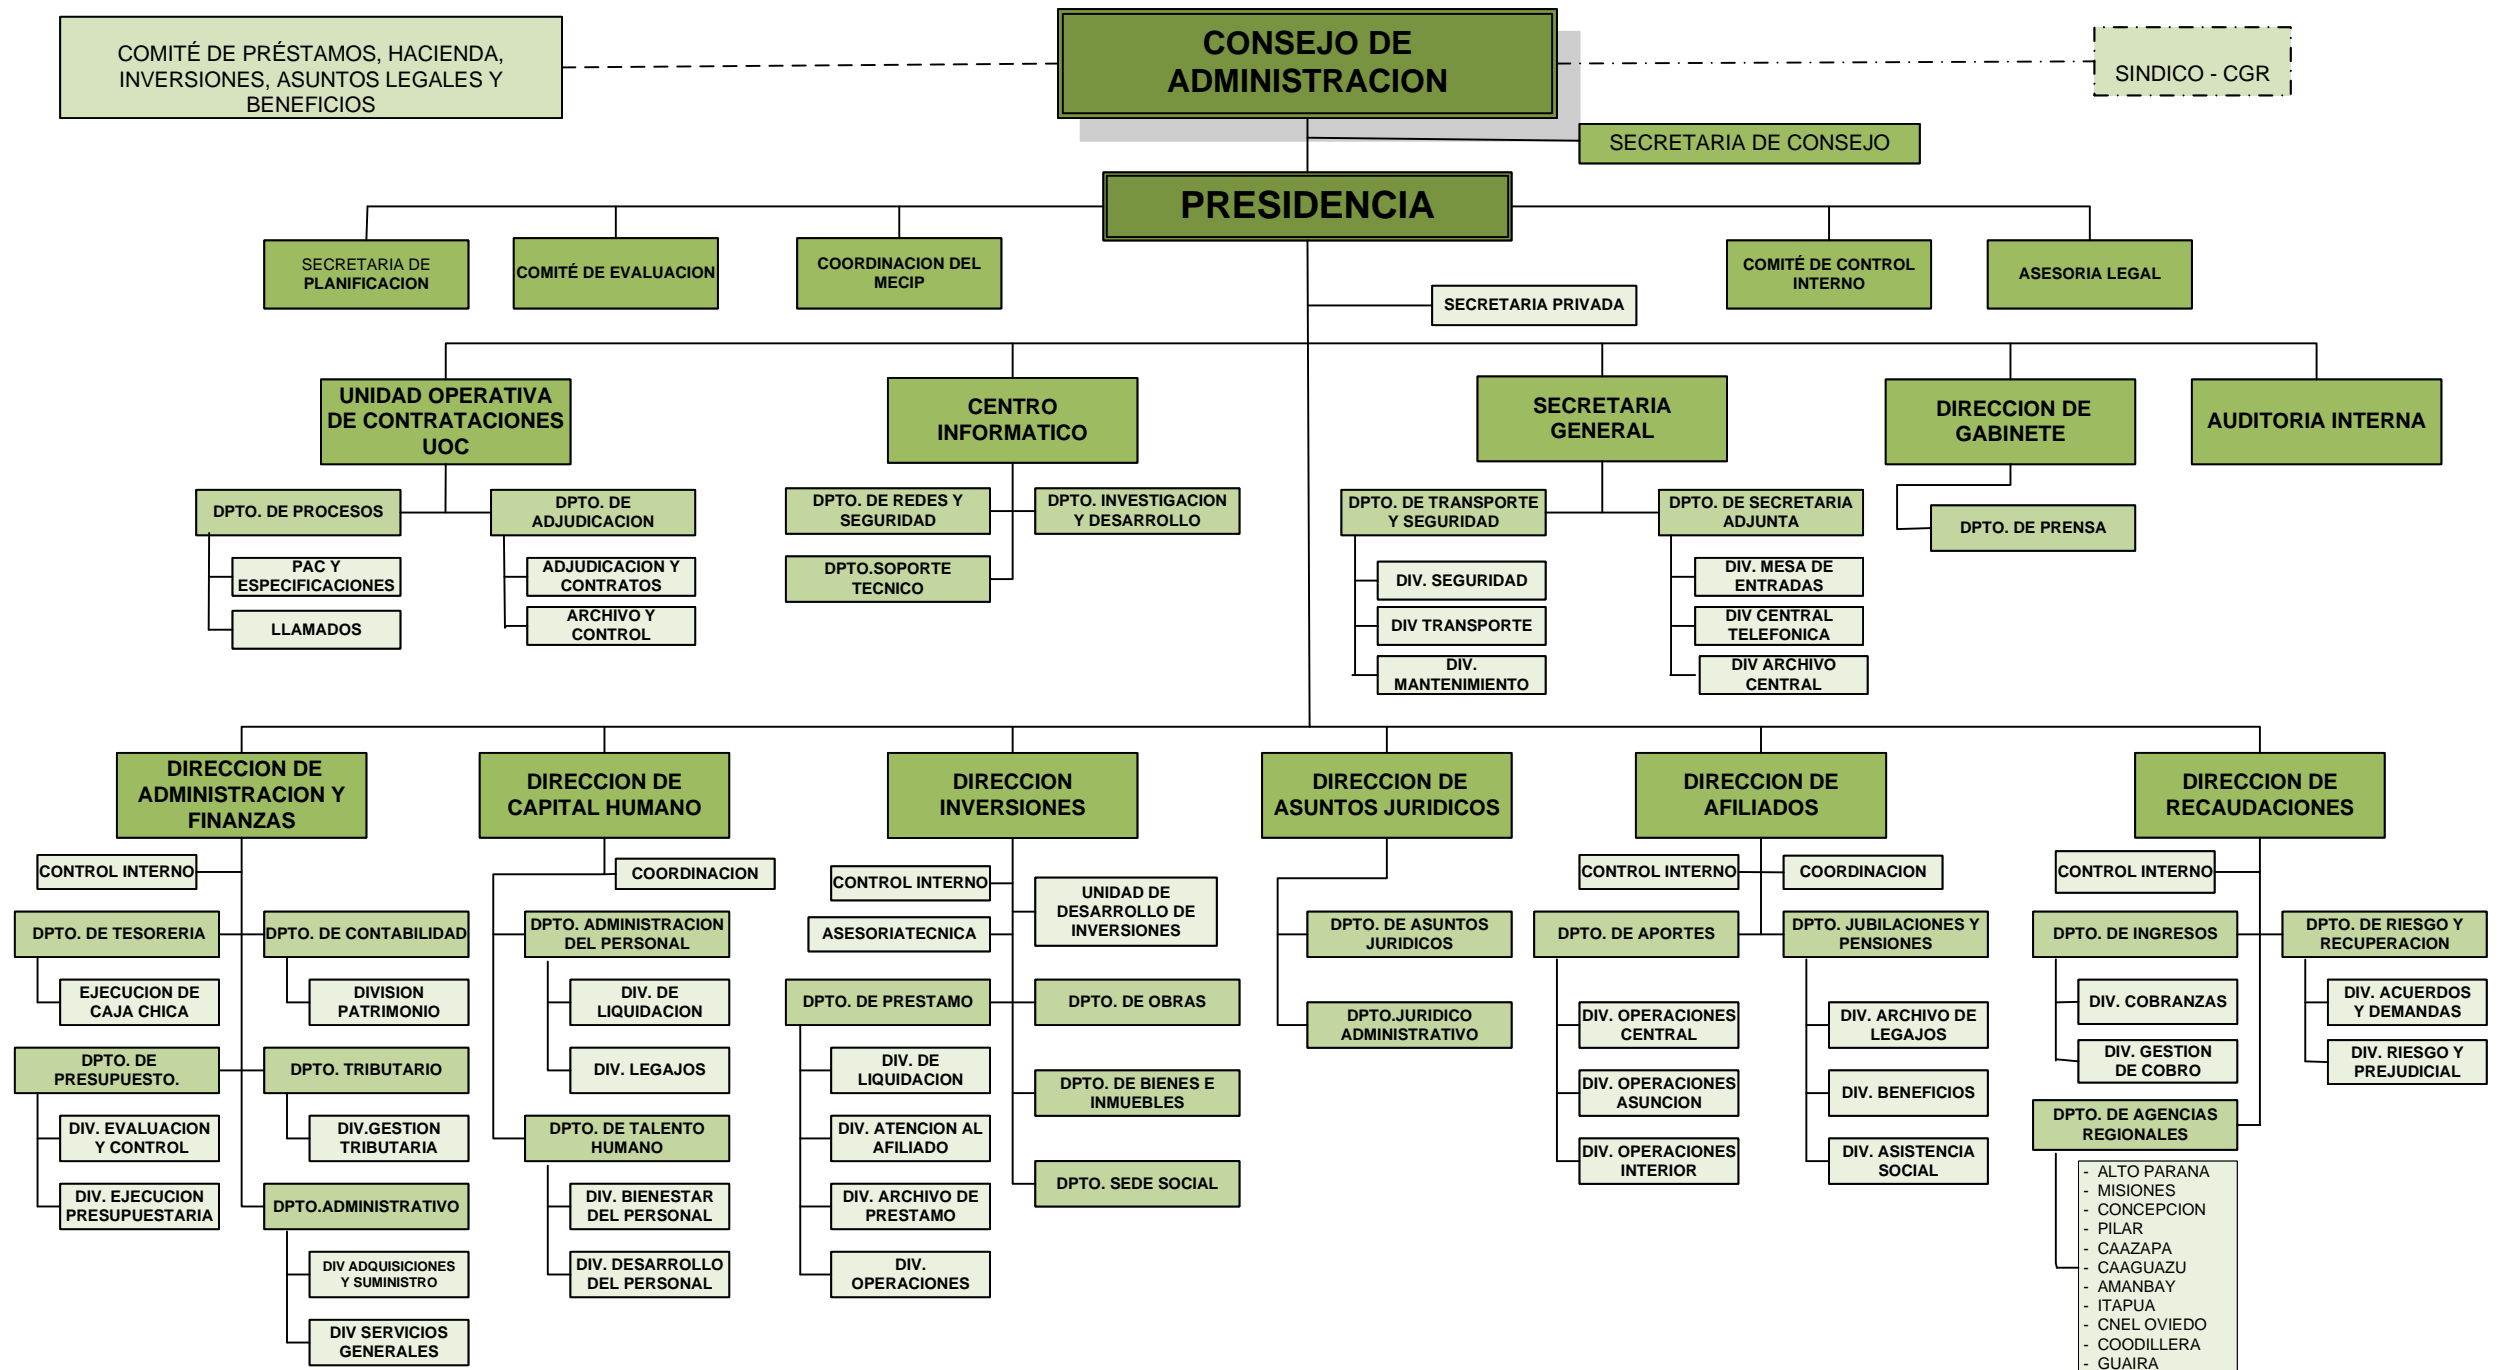 COMITÉ DE PRÉSTAMOS, HACIENDA,
INVERSIONES, ASUNTOS LEGALES Y
BENEFICIOS
CONSEJO DE
ADMINISTRACION
SINDICO - CGR
SECRETARIA DE CONSEJO
PRESIDENCIA
SECRETARIA DE
PLANIFICACION
COMITÉ DE EVALUACION
COORDINACION DEL
MECIP
COMITÉ DE CONTROL
INTERNO
ASESORIA LEGAL
SECRETARIA PRIVADA
UNIDAD OPERATIVA
DE CONTRATACIONES
UOC
CENTRO
INFORMATICO
SECRETARIA
GENERAL
DIRECCION DE
GABINETE
AUDITORIA INTERNA
DPTO. DE PROCESOS
DPTO. DE
ADJUDICACION
PAC Y
ESPECIFICACIONES
LLAMADOS
ADJUDICACION Y
CONTRATOS
ARCHIVO Y
CONTROL
DPTO. DE REDES Y
SEGURIDAD
DPTO. INVESTIGACION
Y DESARROLLO
DPTO.SOPORTE
TECNICO
DPTO. DE TRANSPORTE
Y SEGURIDAD
DPTO. DE SECRETARIA
ADJUNTA
DIV. SEGURIDAD
DIV TRANSPORTE
DIV.
MANTENIMIENTO
DIV. MESA DE
ENTRADAS
DIV CENTRAL
TELEFONICA
DIV ARCHIVO
CENTRAL
DPTO. DE PRENSA
DIRECCION DE
ADMINISTRACION Y
FINANZAS
DIRECCION DE
CAPITAL HUMANO
DIRECCION
INVERSIONES
DIRECCION DE
ASUNTOS JURIDICOS
DIRECCION DE
AFILIADOS
DIRECCION DE
RECAUDACIONES
CONTROL INTERNO
DPTO. DE TESORERIA
DPTO. DE CONTABILIDAD
EJECUCION DE
CAJA CHICA
DIVISION
PATRIMONIO
DPTO. DE
PRESUPUESTO.
DPTO. TRIBUTARIO
DIV. EVALUACION
Y CONTROL
DIV.GESTION
TRIBUTARIA
DIV. EJECUCION
PRESUPUESTARIA
DPTO.ADMINISTRATIVO
DIV ADQUISICIONES
Y SUMINISTRO
DIV SERVICIOS
GENERALES
COORDINACION
DPTO. ADMINISTRACION
DEL PERSONAL
DIV. DE
LIQUIDACION
DIV. LEGAJOS
DPTO. DE TALENTO
HUMANO
DIV. BIENESTAR
DEL PERSONAL
DIV. DESARROLLO
DEL PERSONAL
CONTROL INTERNO
UNIDAD DE
DESARROLLO DE
INVERSIONES
ASESORIATECNICA
DPTO. DE PRESTAMO
DPTO. DE OBRAS
DIV. DE
LIQUIDACION
DPTO. DE BIENES E
INMUEBLES
DIV. ATENCION AL
AFILIADO
DIV. ARCHIVO DE
PRESTAMO
DPTO. SEDE SOCIAL
DIV.
OPERACIONES
DPTO. DE ASUNTOS
JURIDICOS
DPTO.JURIDICO
ADMINISTRATIVO
CONTROL INTERNO
COORDINACION
DPTO. DE APORTES
DPTO. JUBILACIONES Y
PENSIONES
DIV. OPERACIONES
CENTRAL
DIV. ARCHIVO DE
LEGAJOS
DIV. OPERACIONES
ASUNCION
DIV. BENEFICIOS
DIV. OPERACIONES
INTERIOR
DIV. ASISTENCIA
SOCIAL
CONTROL INTERNO
DPTO. DE INGRESOS
DPTO. DE RIESGO Y
RECUPERACION
DIV. COBRANZAS
DIV. ACUERDOS
Y DEMANDAS
DIV. GESTION
DE COBRO
DIV. RIESGO Y
PREJUDICIAL
DPTO. DE AGENCIAS
REGIONALES
- ALTO PARANA
- MISIONES
- CONCEPCION
- PILAR
- CAAZAPA
- CAAGUAZU
- AMANBAY
- ITAPUA
- CNEL OVIEDO
- COODILLERA
- GUAIRA